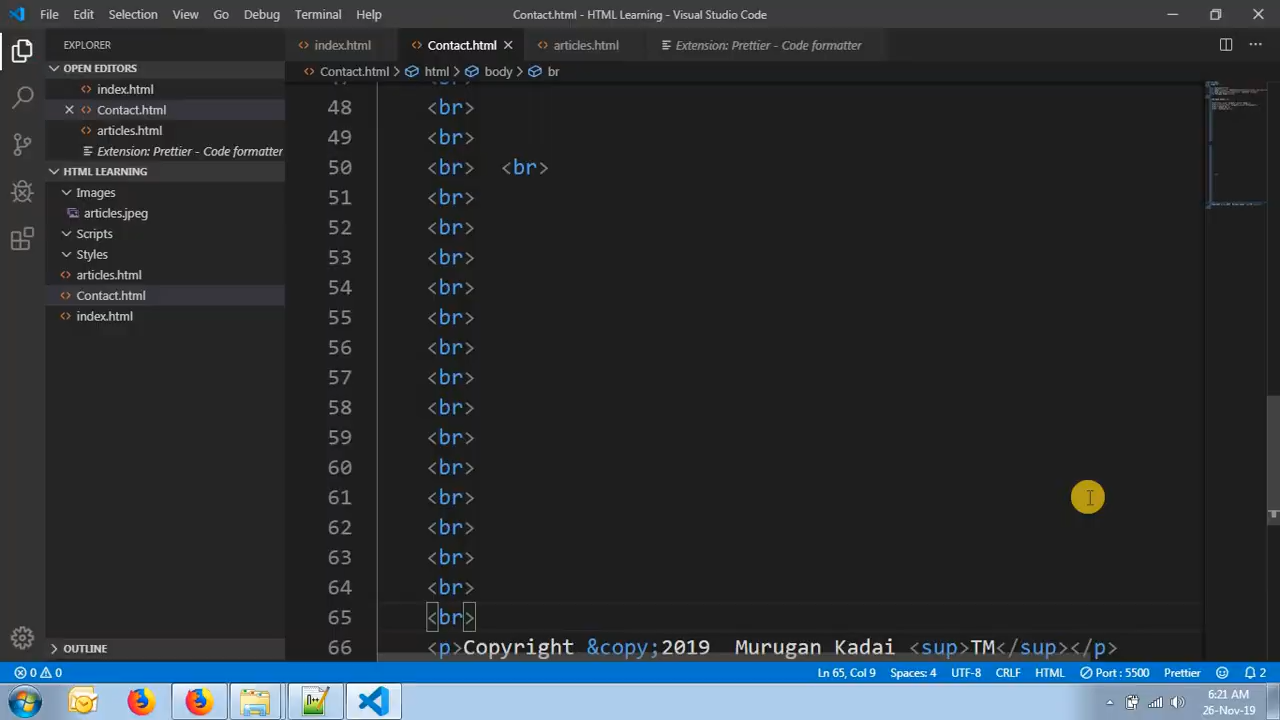 File Edit Selection View Go Debug Terminal Help
Contact.html - HTML Learning - Visual Studio Code
EXPLORER
OPEN EDITORS
index.html
Contact.html
articles.html
Extension: Prettier - Code formatter
HTML LEARNING
Images
articles.jpeg
Scripts
Styles
articles.html
Contact.html
index.html
OUTLINE
index.html Contact.html articles.html Extension: Prettier - Code formatter
Contact.html html body br
48 <br>
49 <br>
50 <br> <br>
51 <br>
52 <br>
53 <br>
54 <br>
55 <br>
56 <br>
57 <br>
58 <br>
59 <br>
60 <br>
61 <br>
62 <br>
63 <br>
64 <br>
65 <br>
66 <p>Copyright &copy;2019  Murugan Kadai <sup>TM</sup></p>
0 0 Ln 65, Col 9 Spaces: 4 UTF-8 CRLF HTML Port : 5500 Prettier 2
6:21 AM
26-Nov-19